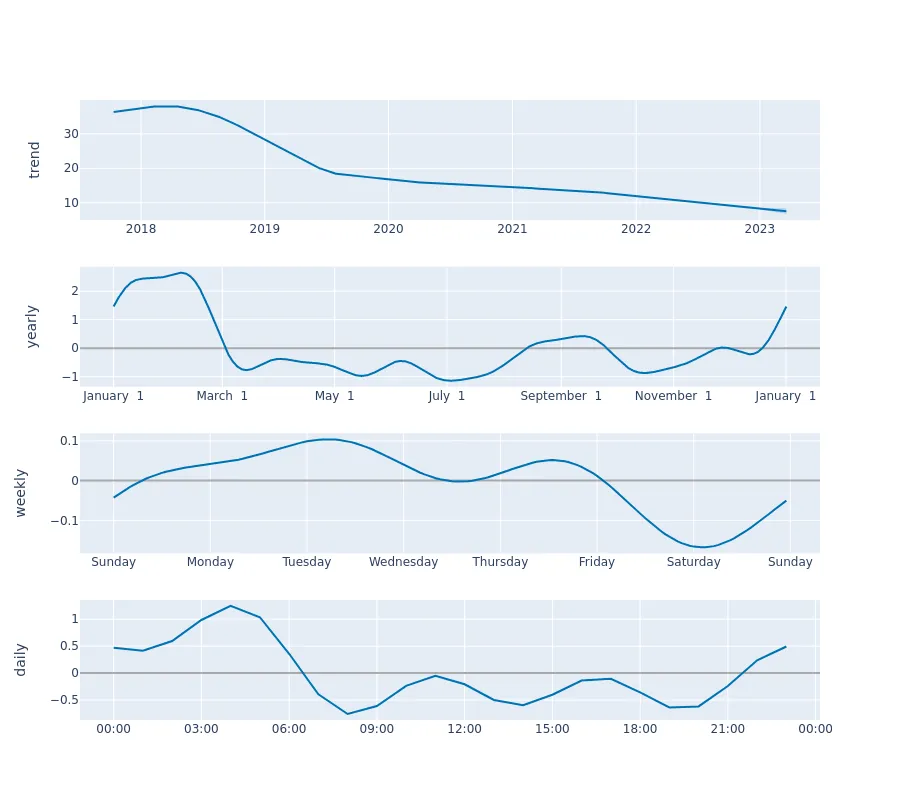 trend
30
20
10
2018 2019 2020 2021 2022 2023
yearly
2
1
0
−1
January 1 March 1 May 1 July 1 September 1 November 1 January 1
weekly
0.1
0
−0.1
Sunday Monday Tuesday Wednesday Thursday Friday Saturday Sunday
daily
1
0.5
0
−0.5
00:00 03:00 06:00 09:00 12:00 15:00 18:00 21:00 00:00